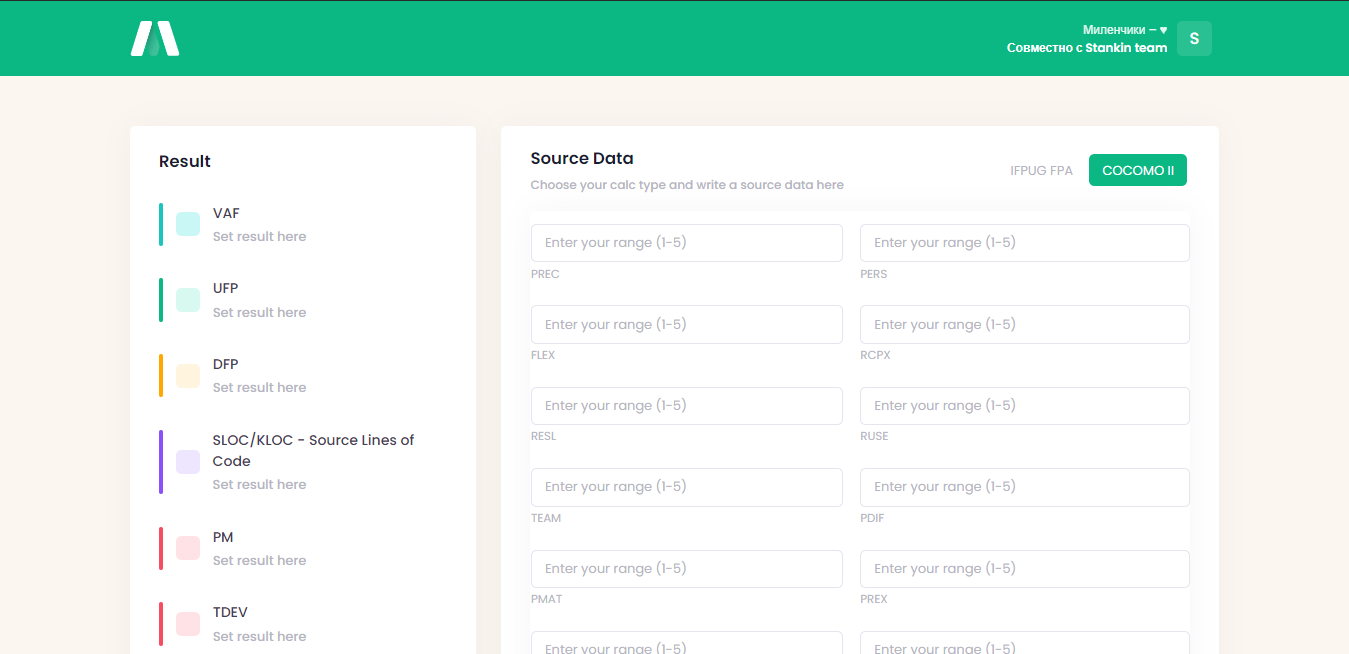 Миленчики – ♥
Совместно с Stankin team
S
Result
VAF
Set result here
UFP
Set result here
DFP
Set result here
SLOC/KLOC - Source Lines of
Code
Set result here
PM
Set result here
TDEV
Set result here
Source Data
Choose your calc type and write a source data here
IFPUG FPA
COCOMO II
Enter your range (1-5)
Enter your range (1-5)
PREC
PERS
Enter your range (1-5)
Enter your range (1-5)
FLEX
RCPX
Enter your range (1-5)
Enter your range (1-5)
RESL
RUSE
Enter your range (1-5)
Enter your range (1-5)
TEAM
PDIF
Enter your range (1-5)
Enter your range (1-5)
PMAT
PREX
Enter your range (1-5)
Enter your range (1-5)